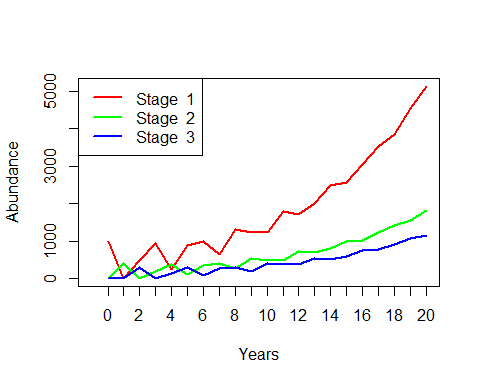 Abundance
5000
3000
1000
0
Stage 1
Stage 2
Stage 3
0 2 4 6 8 10 12 14 16 18 20
Years